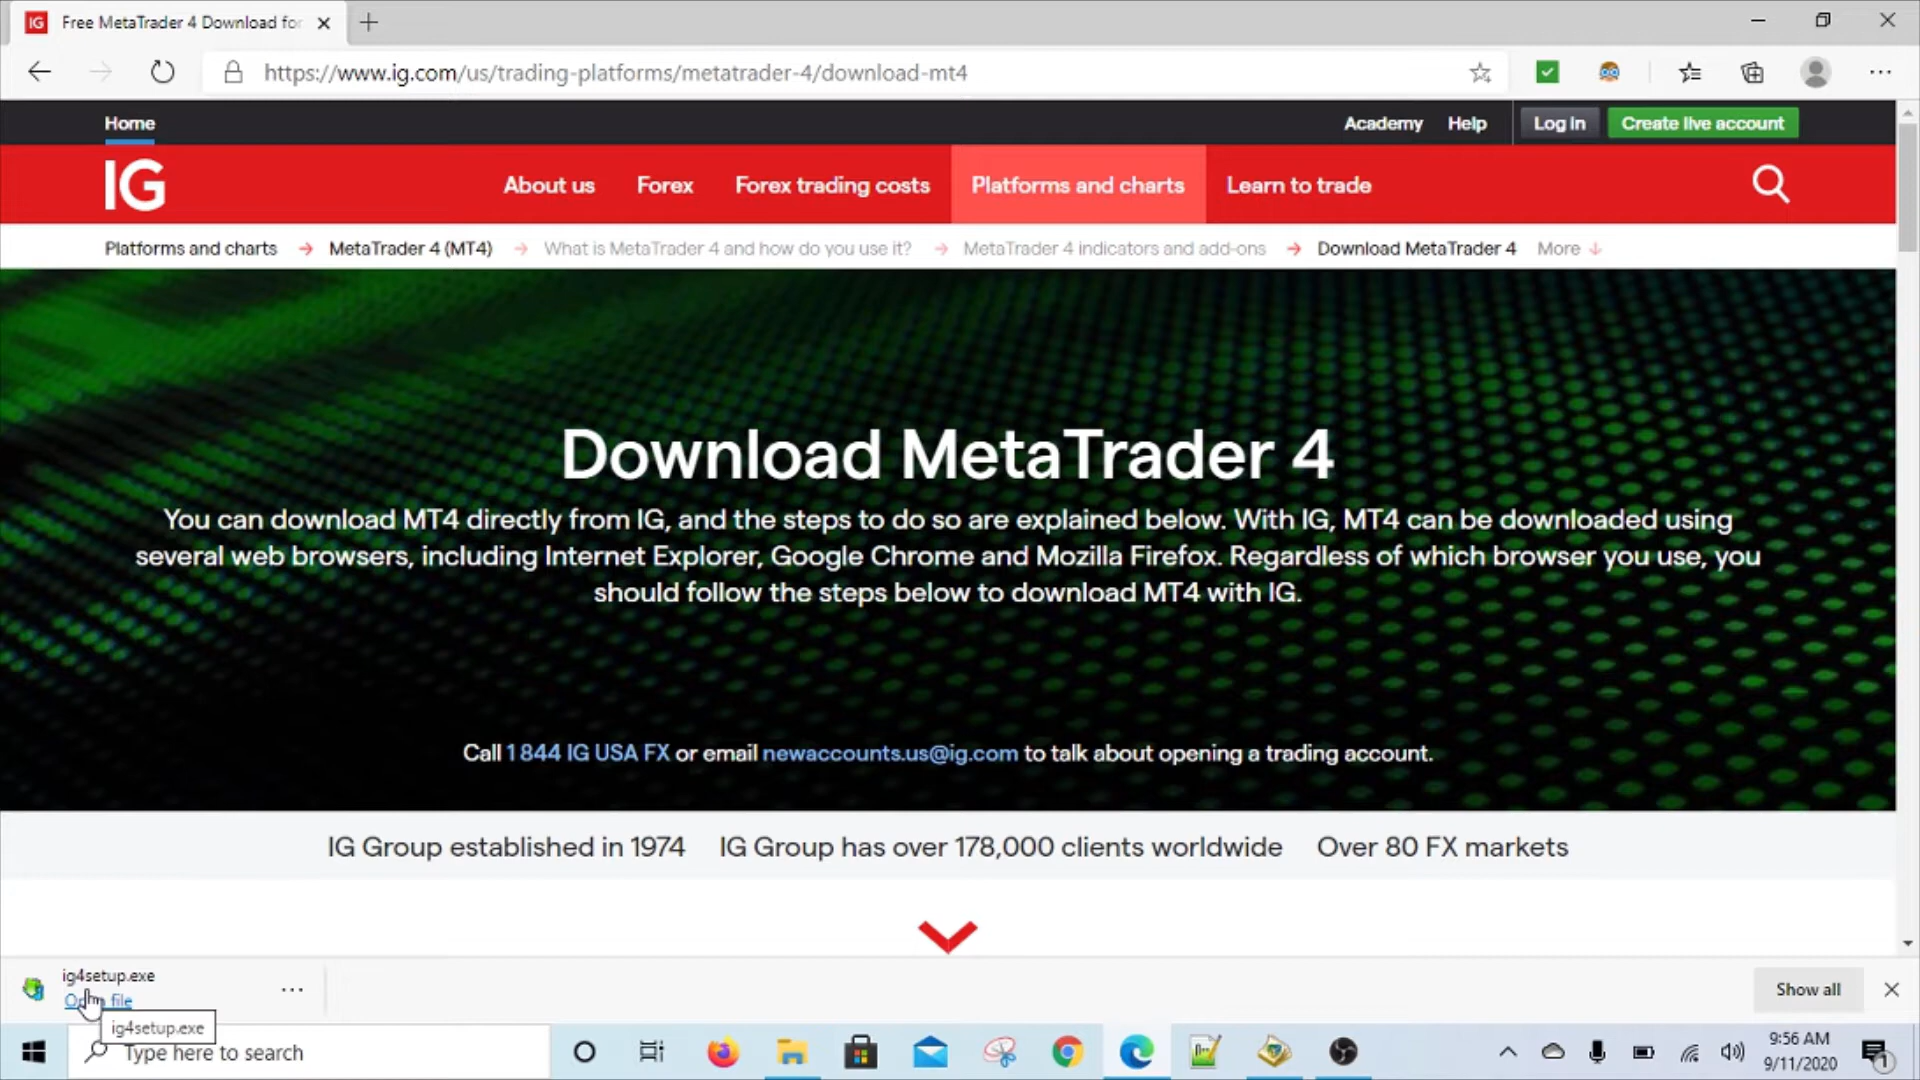 IG Free MetaTrader 4 Download for
https://www.ig.com/us/trading-platforms/metatrader-4/download-mt4
Home Academy Help Log In Create live account
IG About us Forex Forex trading costs Platforms and charts Learn to trade
Platforms and charts → MetaTrader 4 (MT4) → What is MetaTrader 4 and how do you use it? → MetaTrader 4 indicators and add-ons → Download MetaTrader 4 More ↓
Download MetaTrader 4
You can download MT4 directly from IG, and the steps to do so are explained below. With IG, MT4 can be downloaded using
several web browsers, including Internet Explorer, Google Chrome and Mozilla Firefox. Regardless of which browser you use, you
should follow the steps below to download MT4 with IG.
Call 1 844 IG USA FX or email newaccounts.us@ig.com to talk about opening a trading account.
IG Group established in 1974 IG Group has over 178,000 clients worldwide Over 80 FX markets
ig4setup.exe
file
Show all
ig4setup.exe
Type here to search
9:56 AM
9/11/2020
1